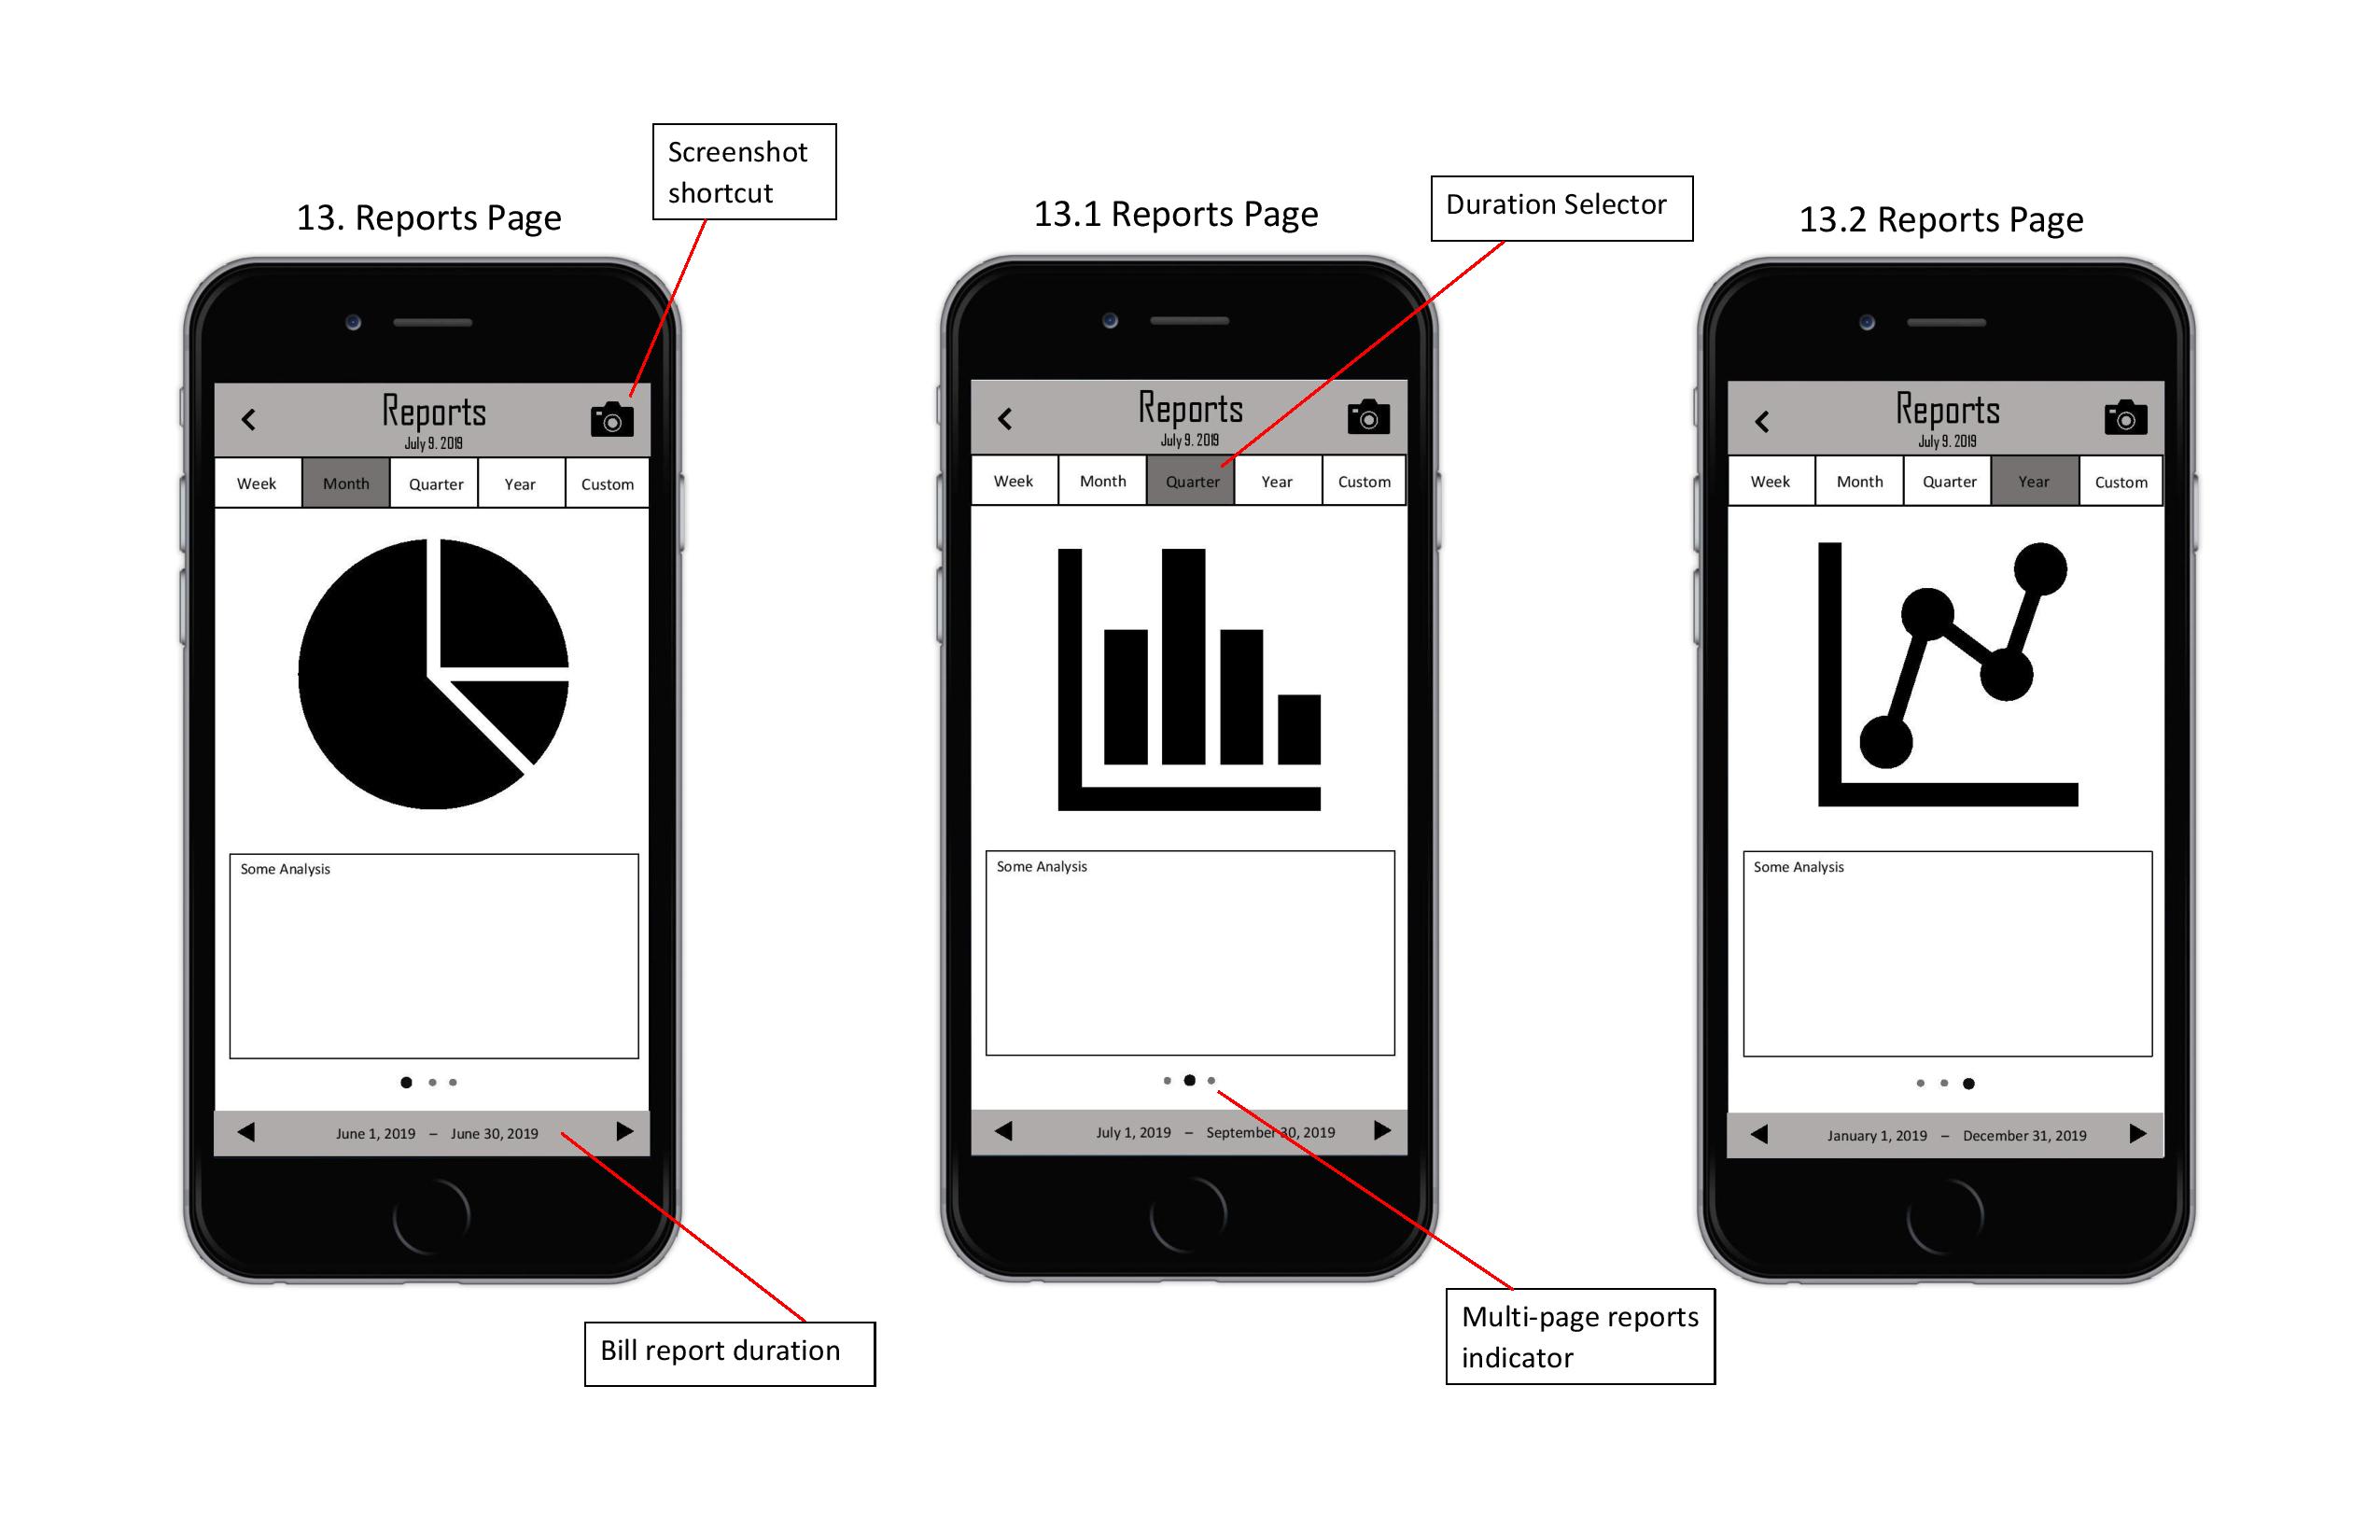 Screenshot
shortcut
13. Reports Page
13.1 Reports Page
Duration Selector
13.2 Reports Page
Reports
July 9. 2019
Week Month Quarter Year Custom
Some Analysis
June 1, 2019 – June 30, 2019
Reports
July 9. 2019
Week Month Quarter Year Custom
Some Analysis
July 1, 2019 – September 30, 2019
Reports
July 9. 2019
Week Month Quarter Year Custom
Some Analysis
January 1, 2019 – December 31, 2019
Bill report duration
Multi-page reports
indicator